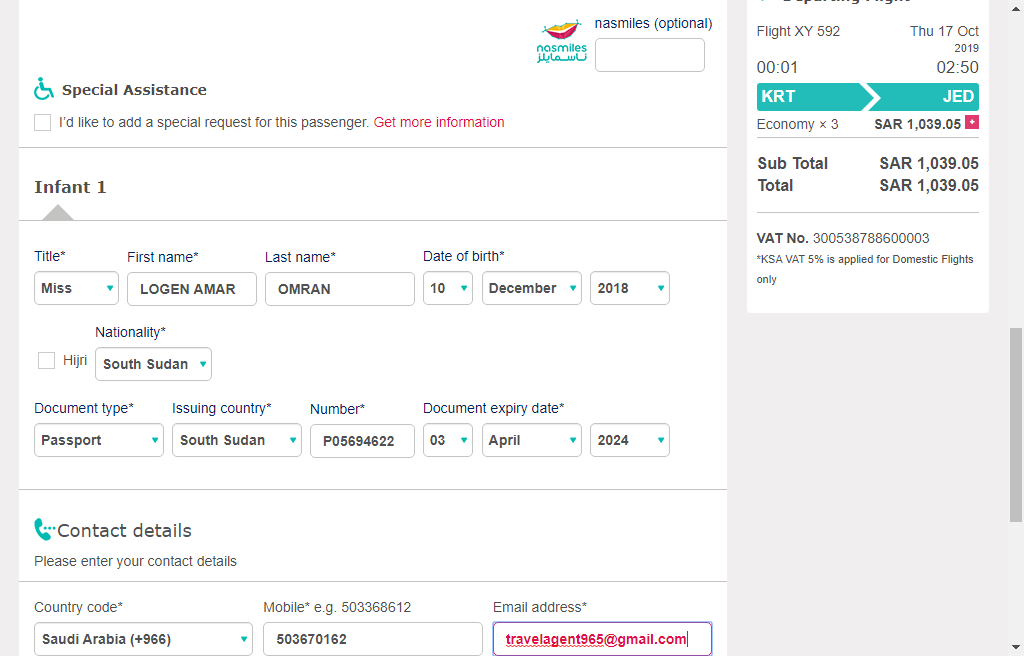 nasmiles (optional)
nasmiles
ناسمايلز
Special Assistance
I'd like to add a special request for this passenger. Get more information
Infant 1
Title* First name* Last name* Date of birth*
Miss LOGEN AMAR OMRAN 10 December 2018
Nationality*
Hijri South Sudan
Document type* Issuing country* Number* Document expiry date*
Passport South Sudan P05694622 03 April 2024
Contact details
Please enter your contact details
Country code* Mobile* e.g. 503368612 Email address*
Saudi Arabia (+966) 503670162 travelagent965@gmail.com
Departing Flight
Flight XY 592 Thu 17 Oct
2019
00:01 02:50
KRT JED
Economy × 3 SAR 1,039.05 +
Sub Total SAR 1,039.05
Total SAR 1,039.05
VAT No. 300538788600003
*KSA VAT 5% is applied for Domestic Flights
only